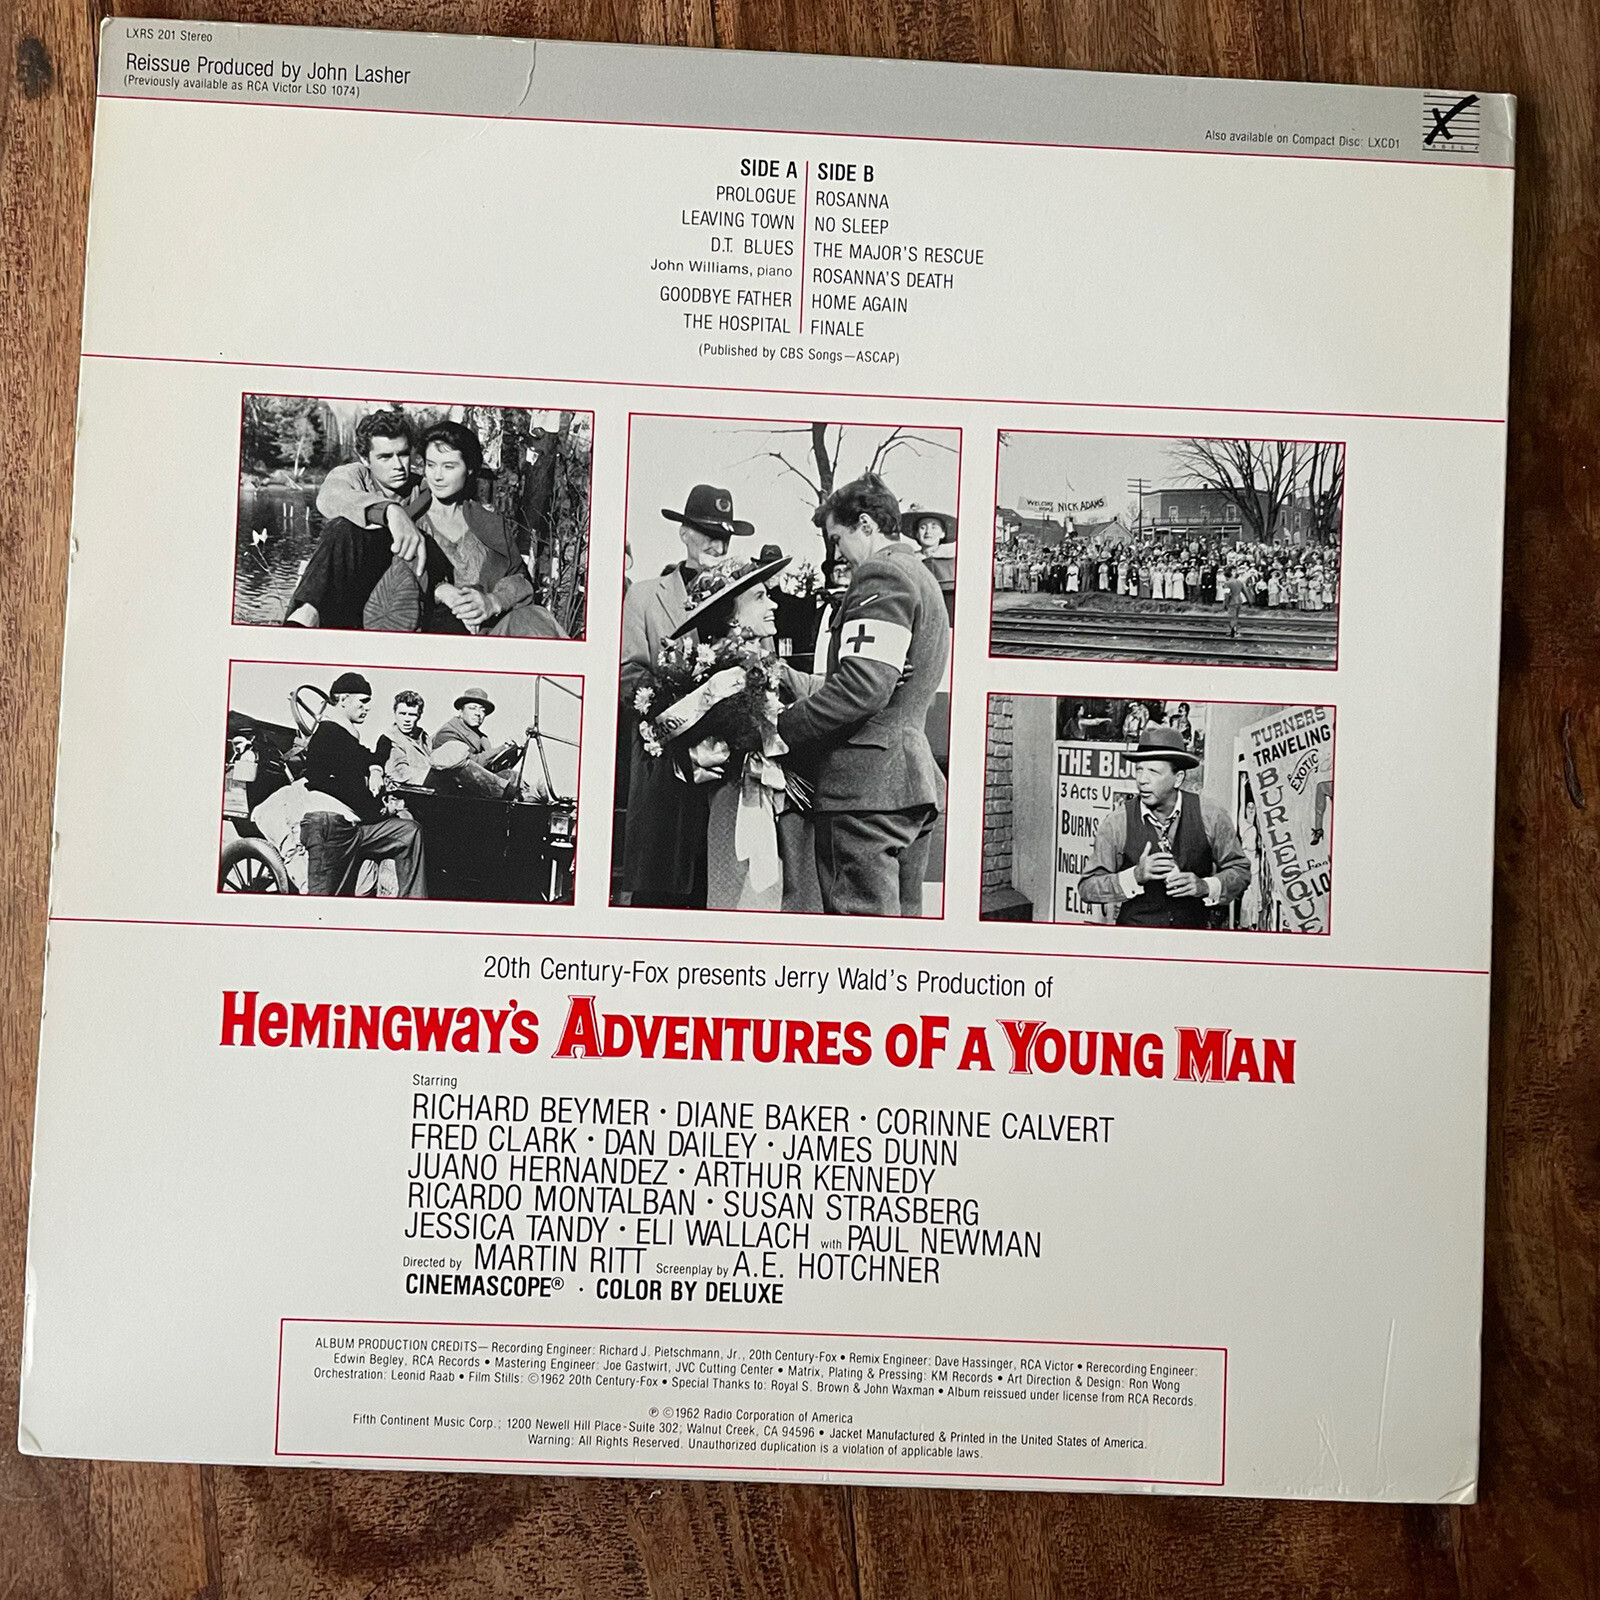 LXRS 201 Stereo
Reissue Produced by John Lasher
(Previously available as RCA Victor LSO 1074)
Also available on Compact Disc: LXCD1
X
LABEL X
SIDE A
PROLOGUE
LEAVING TOWN
D.T. BLUES
John Williams, piano
GOODBYE FATHER
THE HOSPITAL
SIDE B
ROSANNA
NO SLEEP
THE MAJOR'S RESCUE
ROSANNA'S DEATH
HOME AGAIN
FINALE
(Published by CBS Songs—ASCAP)
WELCOME
HOME NICK ADAMS
THE BIJ
3 Acts V
BURNS
INGLI
ELLA
TURNERS
TRAVELING
EXOTIC
BURLESQUE
20th Century-Fox presents Jerry Wald's Production of
HEMINGWAY'S ADVENTURES OF A YOUNG MAN
Starring
RICHARD BEYMER · DIANE BAKER · CORINNE CALVERT
FRED CLARK · DAN DAILEY · JAMES DUNN
JUANO HERNANDEZ · ARTHUR KENNEDY
RICARDO MONTALBAN · SUSAN STRASBERG
JESSICA TANDY · ELI WALLACH with PAUL NEWMAN
Directed by MARTIN RITT Screenplay by A.E. HOTCHNER
CINEMASCOPE® · COLOR BY DELUXE
ALBUM PRODUCTION CREDITS— Recording Engineer: Richard J. Pietschmann, Jr., 20th Century-Fox • Remix Engineer: Dave Hassinger, RCA Victor • Rerecording Engineer:
Edwin Begley, RCA Records • Mastering Engineer: Joe Gastwirt, JVC Cutting Center • Matrix, Plating & Pressing: KM Records • Art Direction & Design: Ron Wong
Orchestration: Leonid Raab • Film Stills: ©1962 20th Century-Fox • Special Thanks to: Royal S. Brown & John Waxman • Album reissued under license from RCA Records.
℗ ©1962 Radio Corporation of America
Fifth Continent Music Corp.; 1200 Newell Hill Place-Suite 302; Walnut Creek, CA 94596 • Jacket Manufactured & Printed in the United States of America.
Warning: All Rights Reserved. Unauthorized duplication is a violation of applicable laws.